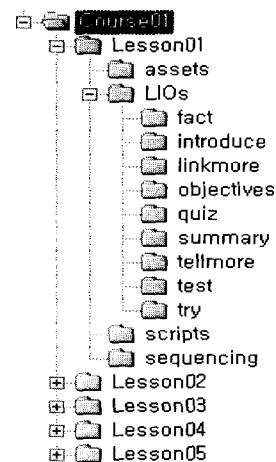 Course01
Lesson01
assets
LIOs
fact
introduce
linkmore
objectives
quiz
summary
tellmore
test
try
scripts
sequencing
Lesson02
Lesson03
Lesson04
Lesson05